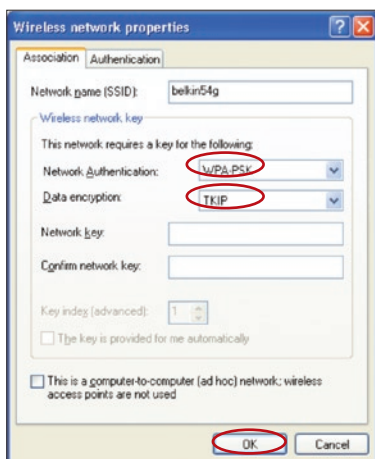 Wireless network properties
Association Authentication
Network name (SSID): belkin54g
Wireless network key
This network requires a key for the following:
Network Authentication: WPA-PSK
Data encryption: TKIP
Network key:
Confirm network key:
Key index (advanced): 1
The key is provided for me automatically
This is a computer-to-computer (ad hoc) network; wireless
access points are not used
OK Cancel